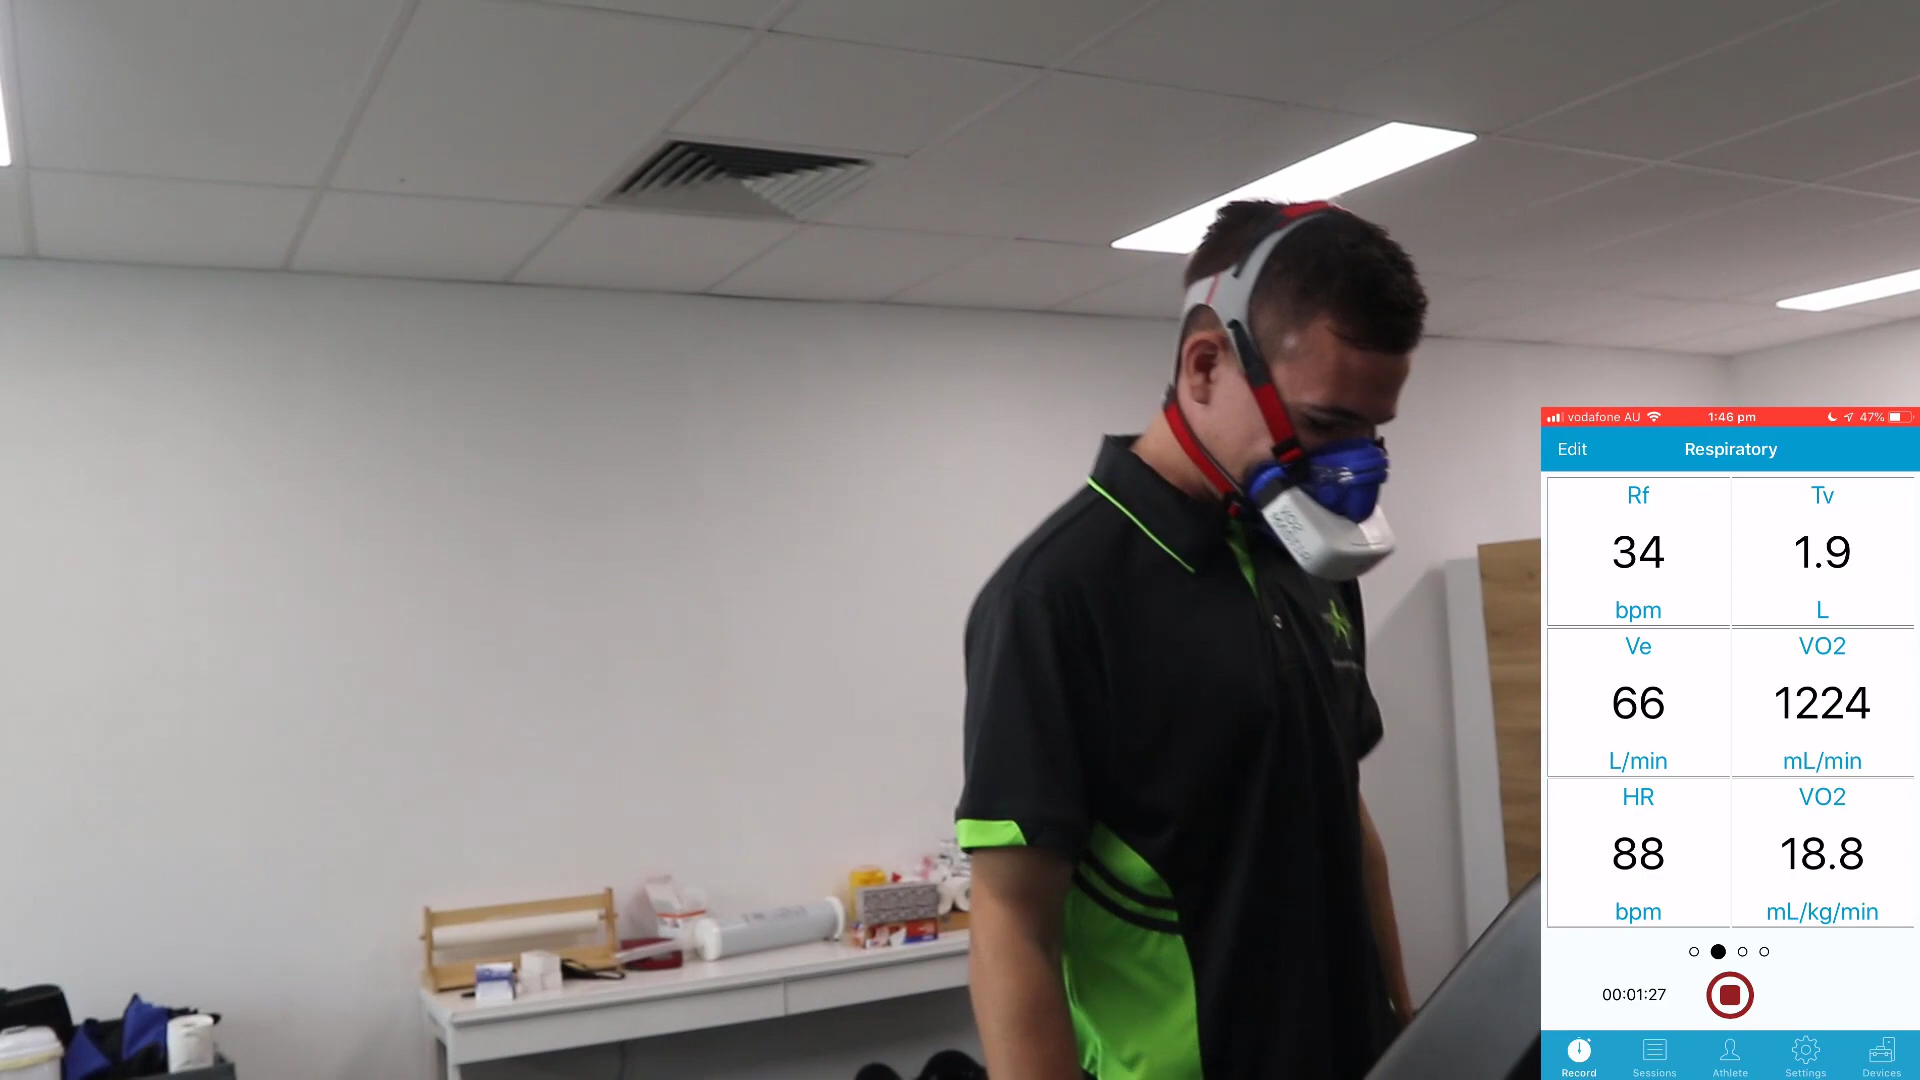 vodafone AU 1:46 pm 47%
Edit Respiratory
Rf Tv
34 1.9
bpm L
Ve VO2
66 1224
L/min mL/min
HR VO2
88 18.8
bpm mL/kg/min
00:01:27
Record Sessions Athlete Settings Devices
VO2
MASTER